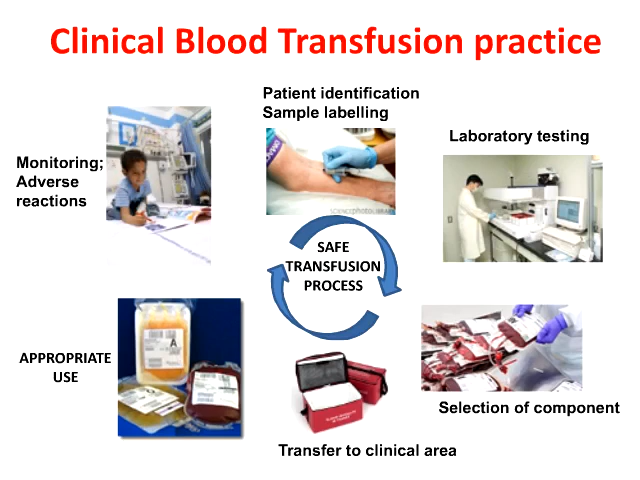 Clinical Blood Transfusion practice
Patient identification
Sample labelling
Laboratory testing
Monitoring;
Adverse
reactions
SAFE
TRANSFUSION
PROCESS
APPROPRIATE
USE
A
Selection of component
Transfer to clinical area